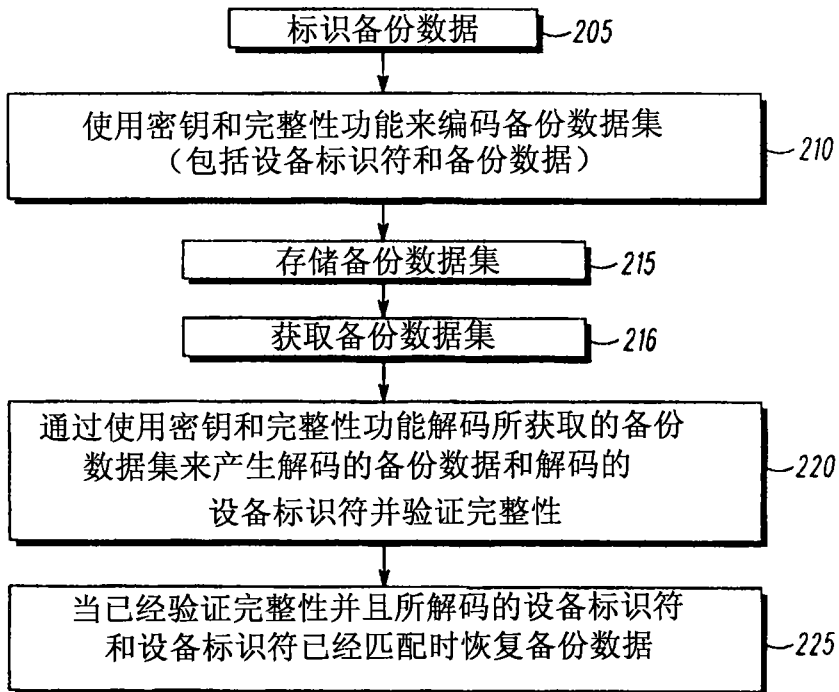 标识备份数据
205
使用密钥和完整性功能来编码备份数据集
（包括设备标识符和备份数据）
210
存储备份数据集
215
获取备份数据集
216
通过使用密钥和完整性功能解码所获取的备份
数据集来产生解码的备份数据和解码的
设备标识符并验证完整性
220
当已经验证完整性并且所解码的设备标识符
和设备标识符已经匹配时恢复备份数据
225